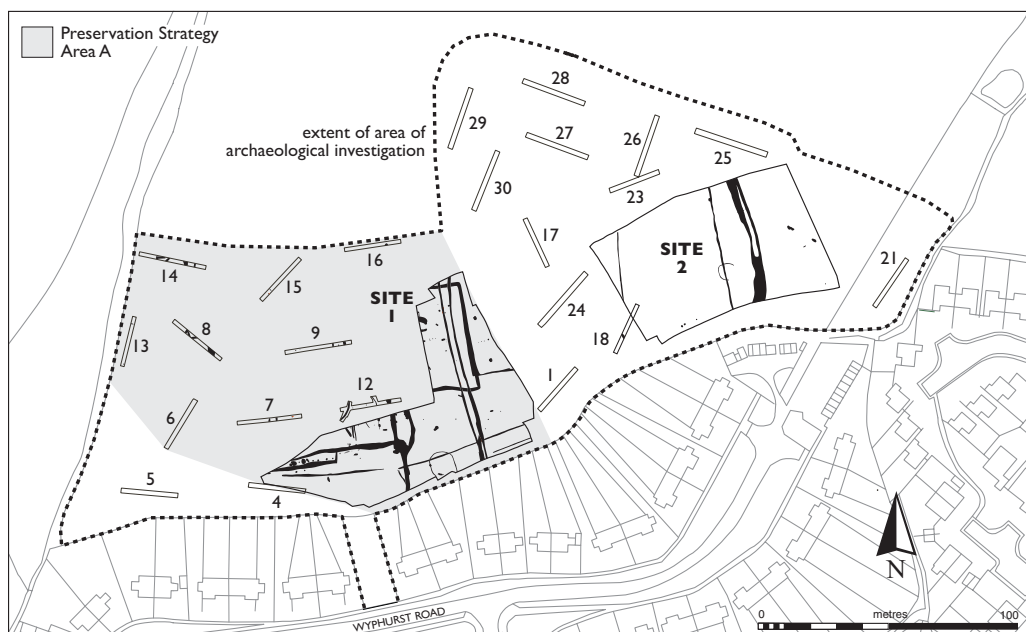 Preservation Strategy
Area A
extent of area of
archaeological investigation
28
29
27
26
25
30
23
17
SITE
2
21
14
16
15
SITE
1
24
18
13
8
9
1
12
7
6
5
4
N
WYPHURST ROAD
0 metres 100